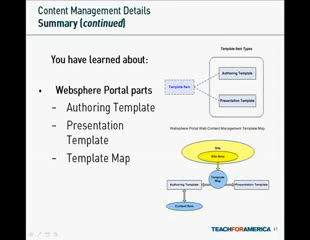 Content Management Details
Summary (continued)
You have learned about:
• Websphere Portal parts
– Authoring Template
– Presentation
Template
– Template Map
Template Item Types
Template Item
Authoring Template
Presentation Template
Websphere Portal Web Content Management Template Map
Site
Site Area
Template
Map
Authoring Template
Presentation Template
Content Item
TEACHFORAMERICA